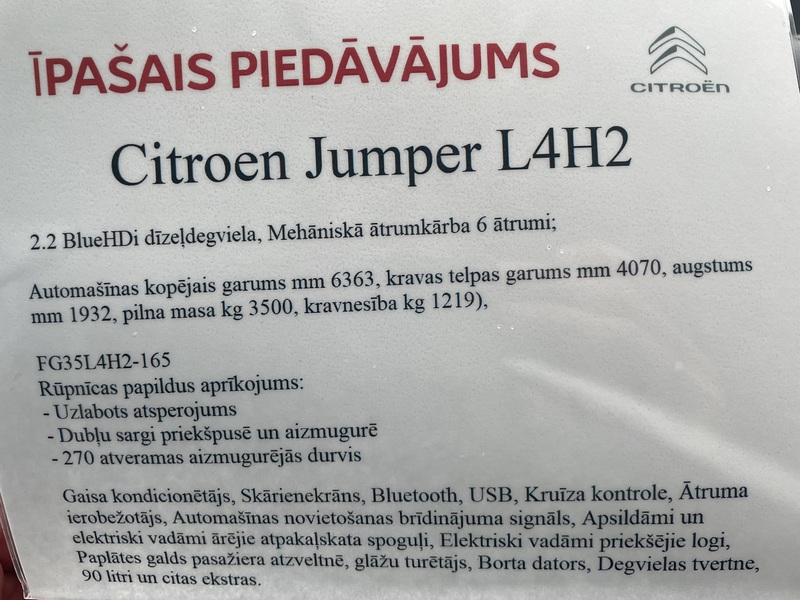 ĪPAŠAIS PIEDĀVĀJUMS
CITROËN
Citroen Jumper L4H2
2.2 BlueHDi dīzeļdegviela, Mehāniskā ātrumkārba 6 ātrumi;
Automašīnas kopējais garums mm 6363, kravas telpas garums mm 4070, augstums
mm 1932, pilna masa kg 3500, kravnesība kg 1219),
FG35L4H2-165
Rūpnīcas papildus aprīkojums:
- Uzlabots atsperojums
- Dubļu sargi priekšpusē un aizmugurē
- 270 atveramas aizmugurējās durvis
Gaisa kondicionētājs, Skārienekrāns, Bluetooth, USB, Kruīza kontrole, Ātruma
ierobežotājs, Automašīnas novietošanas brīdinājuma signāls, Apsildāmi un
elektriski vadāmi ārējie atpakaļskata spoguļi, Elektriski vadāmi priekšējie logi,
Paplātes galds pasažiera atzveltnē, glāžu turētājs, Borta dators, Degvielas tvertne,
90 litri un citas ekstras.